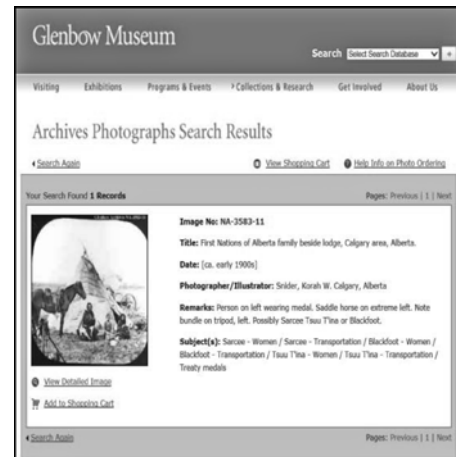 Glenbow Museum
Search Select Search Database
Visiting Exhibitions Programs & Events Collections & Research Get Involved About Us
Archives Photographs Search Results
Search Again View Shopping Cart Help Info on Photo Ordering
Your Search Found 1 Records Pages: Previous | 1 | Next
Image No: NA-3583-11
Title: First Nations of Alberta family beside lodge, Calgary area, Alberta.
Date: [ca. early 1900s]
Photographer/Illustrator: Snider, Korah W. Calgary, Alberta
Remarks: Person on left wearing medal. Saddle horse on extreme left. Note
bundle on tripod, left. Possibly Sarcee Tsuu T'ina or Blackfoot.
Subject(s): Sarcee - Women / Sarcee - Transportation / Blackfoot - Women /
Blackfoot - Transportation / Tsuu T'ina - Women / Tsuu T'ina - Transportation /
Treaty medals
View Detailed Image
Add to Shopping Cart
Search Again Pages: Previous | 1 | Next